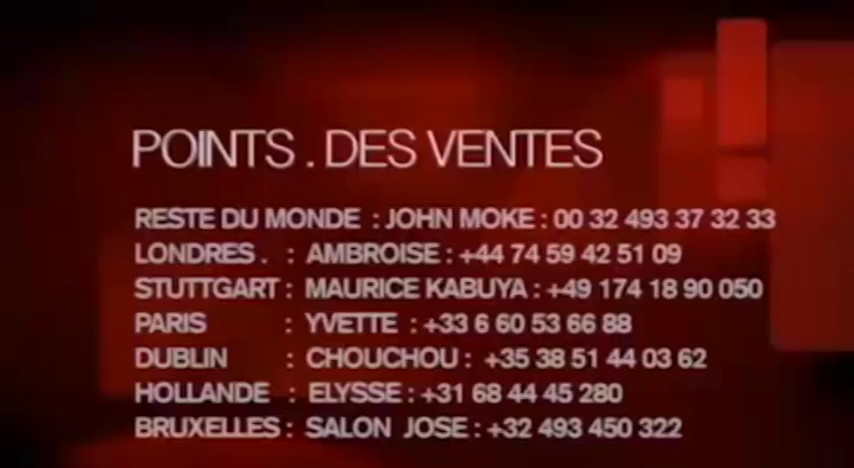 POINTS . DES VENTES
RESTE DU MONDE : JOHN MOKE : 00 32 493 37 32 33
LONDRES . : AMBROISE : +44 74 59 42 51 09
STUTTGART : MAURICE KABUYA : +49 174 18 90 050
PARIS : YVETTE : +33 6 60 53 66 88
DUBLIN : CHOUCHOU : +35 38 51 44 03 62
HOLLANDE : ELYSSE : +31 68 44 45 280
BRUXELLES : SALON JOSE : +32 493 450 322